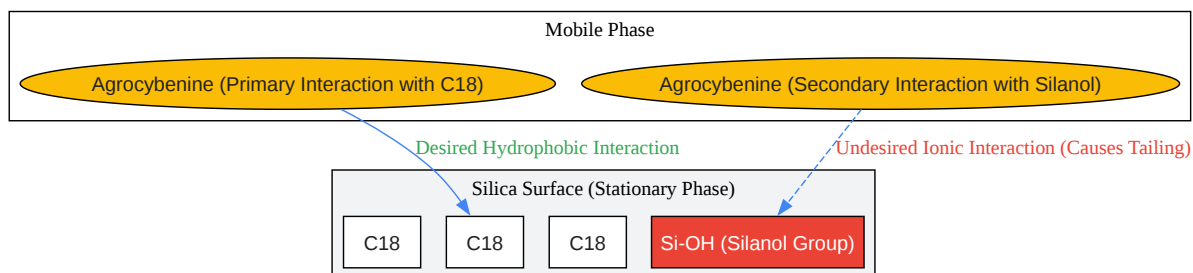 Mobile Phase
Agrocybenine (Primary Interaction with C18)
Agrocybenine (Secondary Interaction with Silanol)
Desired Hydrophobic Interaction
Undesired Ionic Interaction (Causes Tailing)
Silica Surface (Stationary Phase)
C18
C18
C18
Si-OH (Silanol Group)